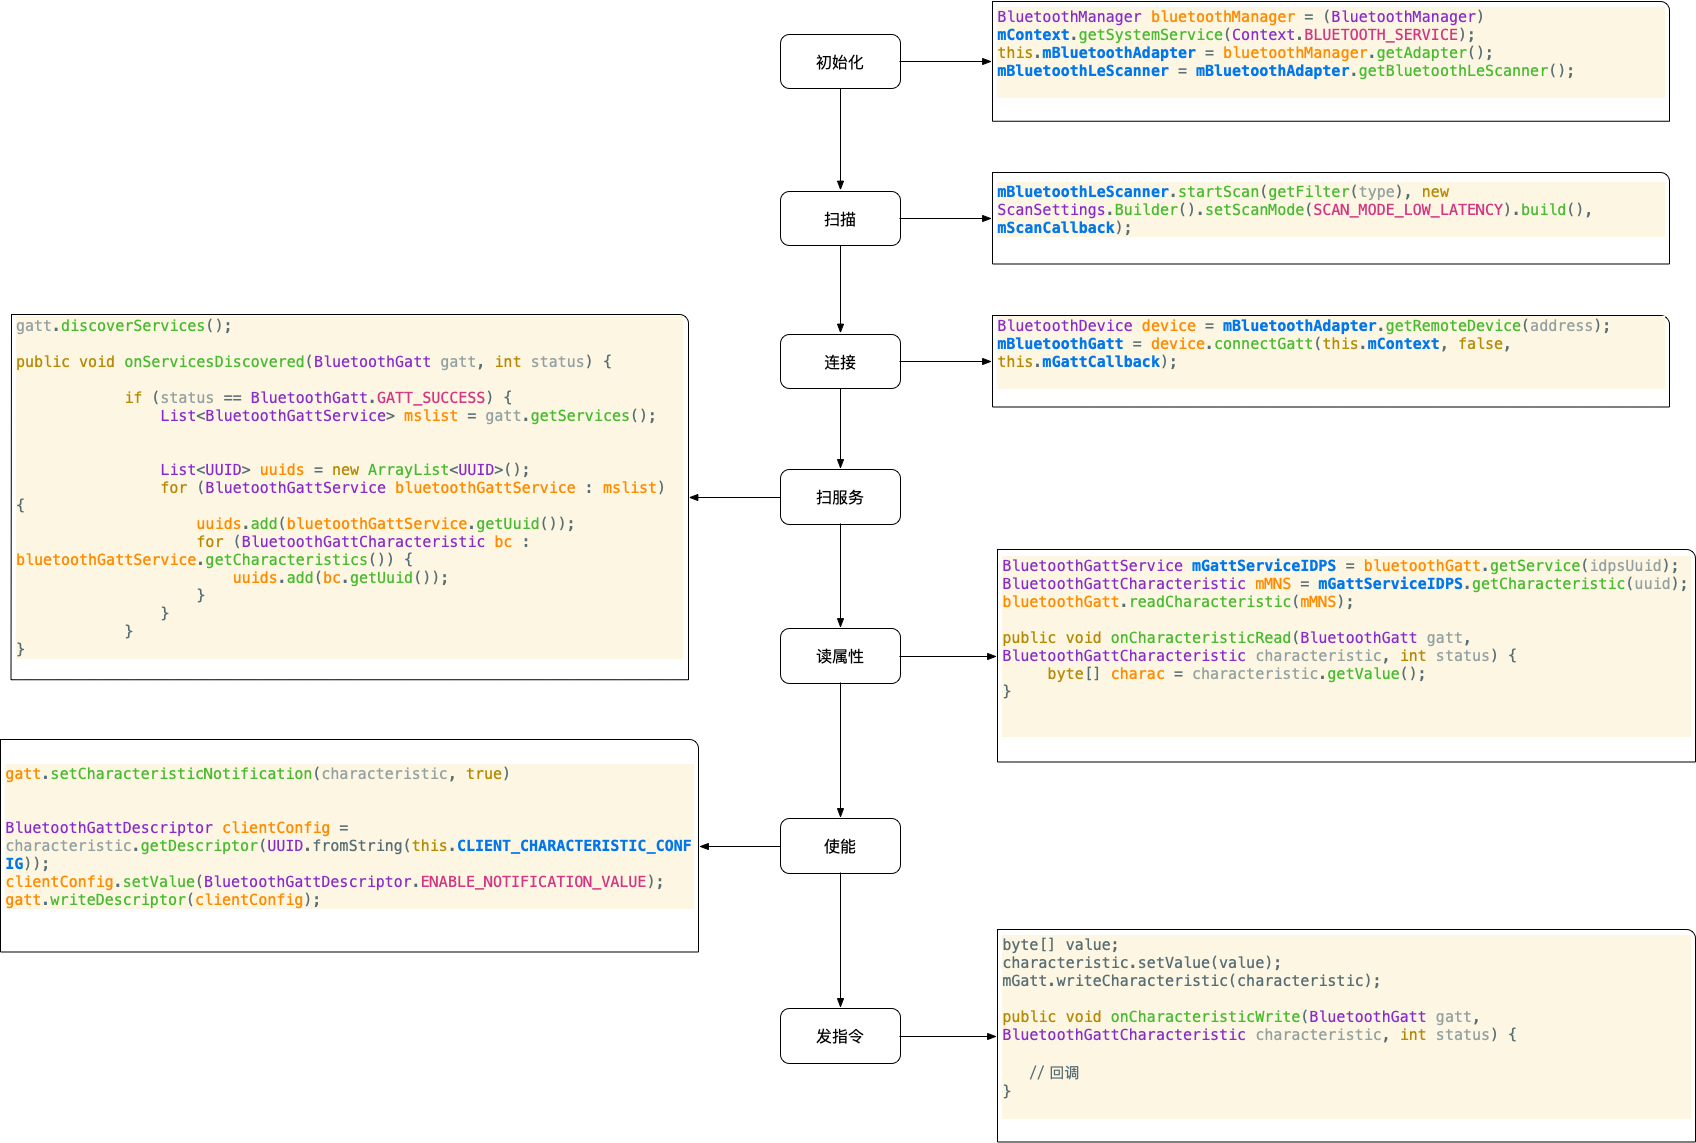 初始化
BluetoothManager bluetoothManager = (BluetoothManager)
mContext.getSystemService(Context.BLUETOOTH_SERVICE);
this.mBluetoothAdapter = bluetoothManager.getAdapter();
mBluetoothLeScanner = mBluetoothAdapter.getBluetoothLeScanner();
扫描
mBluetoothLeScanner.startScan(getFilter(type), new
ScanSettings.Builder().setScanMode(SCAN_MODE_LOW_LATENCY).build(),
mScanCallback);
连接
BluetoothDevice device = mBluetoothAdapter.getRemoteDevice(address);
mBluetoothGatt = device.connectGatt(this.mContext, false,
this.mGattCallback);
扫服务
gatt.discoverServices();
public void onServicesDiscovered(BluetoothGatt gatt, int status) {
if (status == BluetoothGatt.GATT_SUCCESS) {
List<BluetoothGattService> mslist = gatt.getServices();
List<UUID> uuids = new ArrayList<UUID>();
for (BluetoothGattService bluetoothGattService : mslist)
{
uuids.add(bluetoothGattService.getUuid());
for (BluetoothGattCharacteristic bc :
bluetoothGattService.getCharacteristics()) {
uuids.add(bc.getUuid());
}
}
}
}
读属性
BluetoothGattService mGattServiceIDPS = bluetoothGatt.getService(idpsUuid);
BluetoothGattCharacteristic mMNS = mGattServiceIDPS.getCharacteristic(uuid);
bluetoothGatt.readCharacteristic(mMNS);
public void onCharacteristicRead(BluetoothGatt gatt,
BluetoothGattCharacteristic characteristic, int status) {
byte[] charac = characteristic.getValue();
}
使能
gatt.setCharacteristicNotification(characteristic, true)
BluetoothGattDescriptor clientConfig =
characteristic.getDescriptor(UUID.fromString(this.CLIENT_CHARACTERISTIC_CONF
IG));
clientConfig.setValue(BluetoothGattDescriptor.ENABLE_NOTIFICATION_VALUE);
gatt.writeDescriptor(clientConfig);
发指令
byte[] value;
characteristic.setValue(value);
mGatt.writeCharacteristic(characteristic);
public void onCharacteristicWrite(BluetoothGatt gatt,
BluetoothGattCharacteristic characteristic, int status) {
// 回调
}